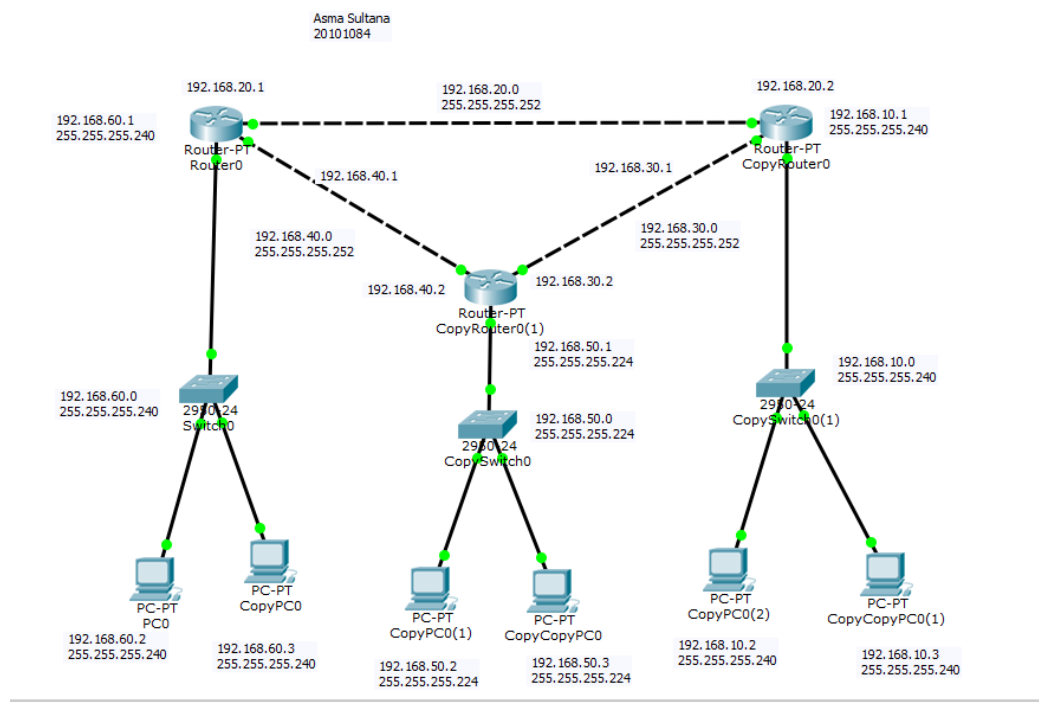 Asma Sultana
20101084
192.168.20.1
192.168.20.0
255.255.255.252
192.168.20.2
192.168.60.1
255.255.255.240
192.168.10.1
255.255.255.240
Router-PT
Router0
Router-PT
CopyRouter0
192.168.40.1
192.168.30.1
192.168.40.0
255.255.255.252
192.168.30.0
255.255.255.252
192.168.40.2
192.168.30.2
Router-PT
CopyRouter0(1)
192.168.50.1
255.255.255.224
192.168.10.0
255.255.255.240
192.168.60.0
255.255.255.240
2950-24
Switch0
2950-24
CopySwitch0(1)
192.168.50.0
255.255.255.224
2950-24
CopySwitch0
PC-PT
PC0
PC-PT
CopyPC0
PC-PT
CopyPC0(1)
PC-PT
CopyCopyPC0
PC-PT
CopyPC0(2)
PC-PT
CopyCopyPC0(1)
192.168.60.2
255.255.255.240
192.168.60.3
255.255.255.240
192.168.50.2
255.255.255.224
192.168.50.3
255.255.255.224
192.168.10.2
255.255.255.240
192.168.10.3
255.255.255.240